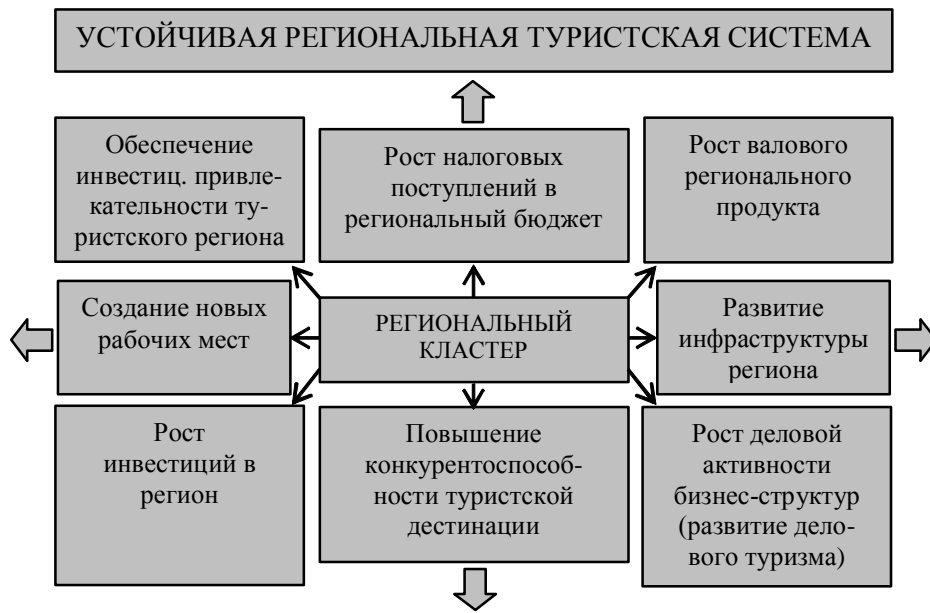 УСТОЙЧИВАЯ РЕГИОНАЛЬНАЯ ТУРИСТСКАЯ СИСТЕМА
Обеспечение
инвестиц. привле-
кательности ту-
ристского региона
Рост налоговых
поступлений в
региональный бюджет
Рост валового
регионального
продукта
Создание новых
рабочих мест
РЕГИОНАЛЬНЫЙ
КЛАСТЕР
Развитие
инфраструктуры
региона
Рост
инвестиций в
регион
Повышение
конкурентоспособ-
ности туристской
дестинации
Рост деловой
активности
бизнес-структур
(развитие дело-
вого туризма)